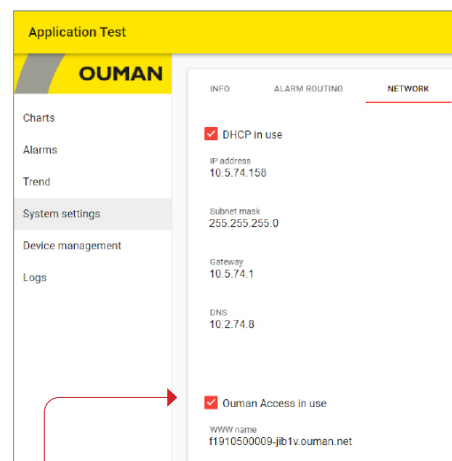 Application Test
OUMAN
Charts
Alarms
Trend
System settings
Device management
Logs
INFO ALARM ROUTING NETWORK
DHCP in use
IP address
10.5.74.158
Subnet mask
255.255.255.0
Gateway
10.5.74.1
DNS
10.2.74.8
Ouman Access in use
WWW name
f1910500009-jib1v.ouman.net